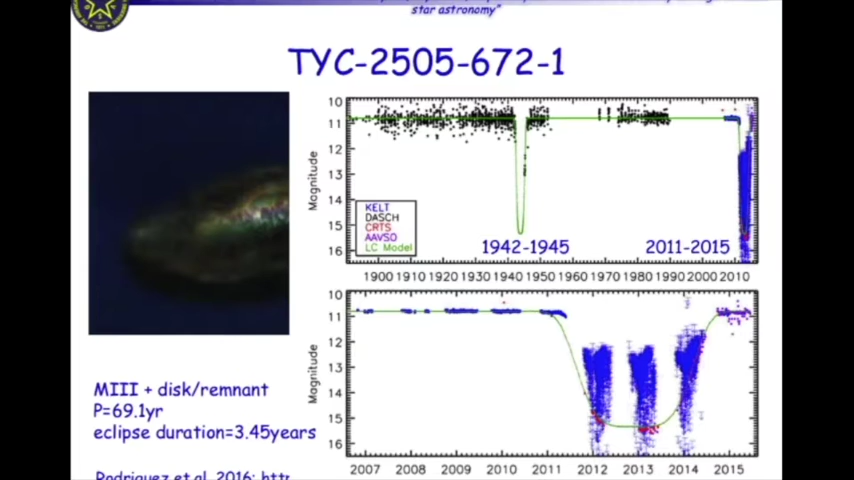 star astronomy"
TYC-2505-672-1
10
11
12
13
14
15
16
Magnitude
KELT
DASCH
CRTS
AAVSO
LC Model
1942-1945
2011-2015
1900 1910 1920 1930 1940 1950 1960 1970 1980 1990 2000 2010
11
12
13
14
15
16
Magnitude
2007 2008 2009 2010 2011 2012 2013 2014 2015
MIII + disk/remnant
P=69.1yr
eclipse duration=3.45years
Rodriguez et al. 2016: